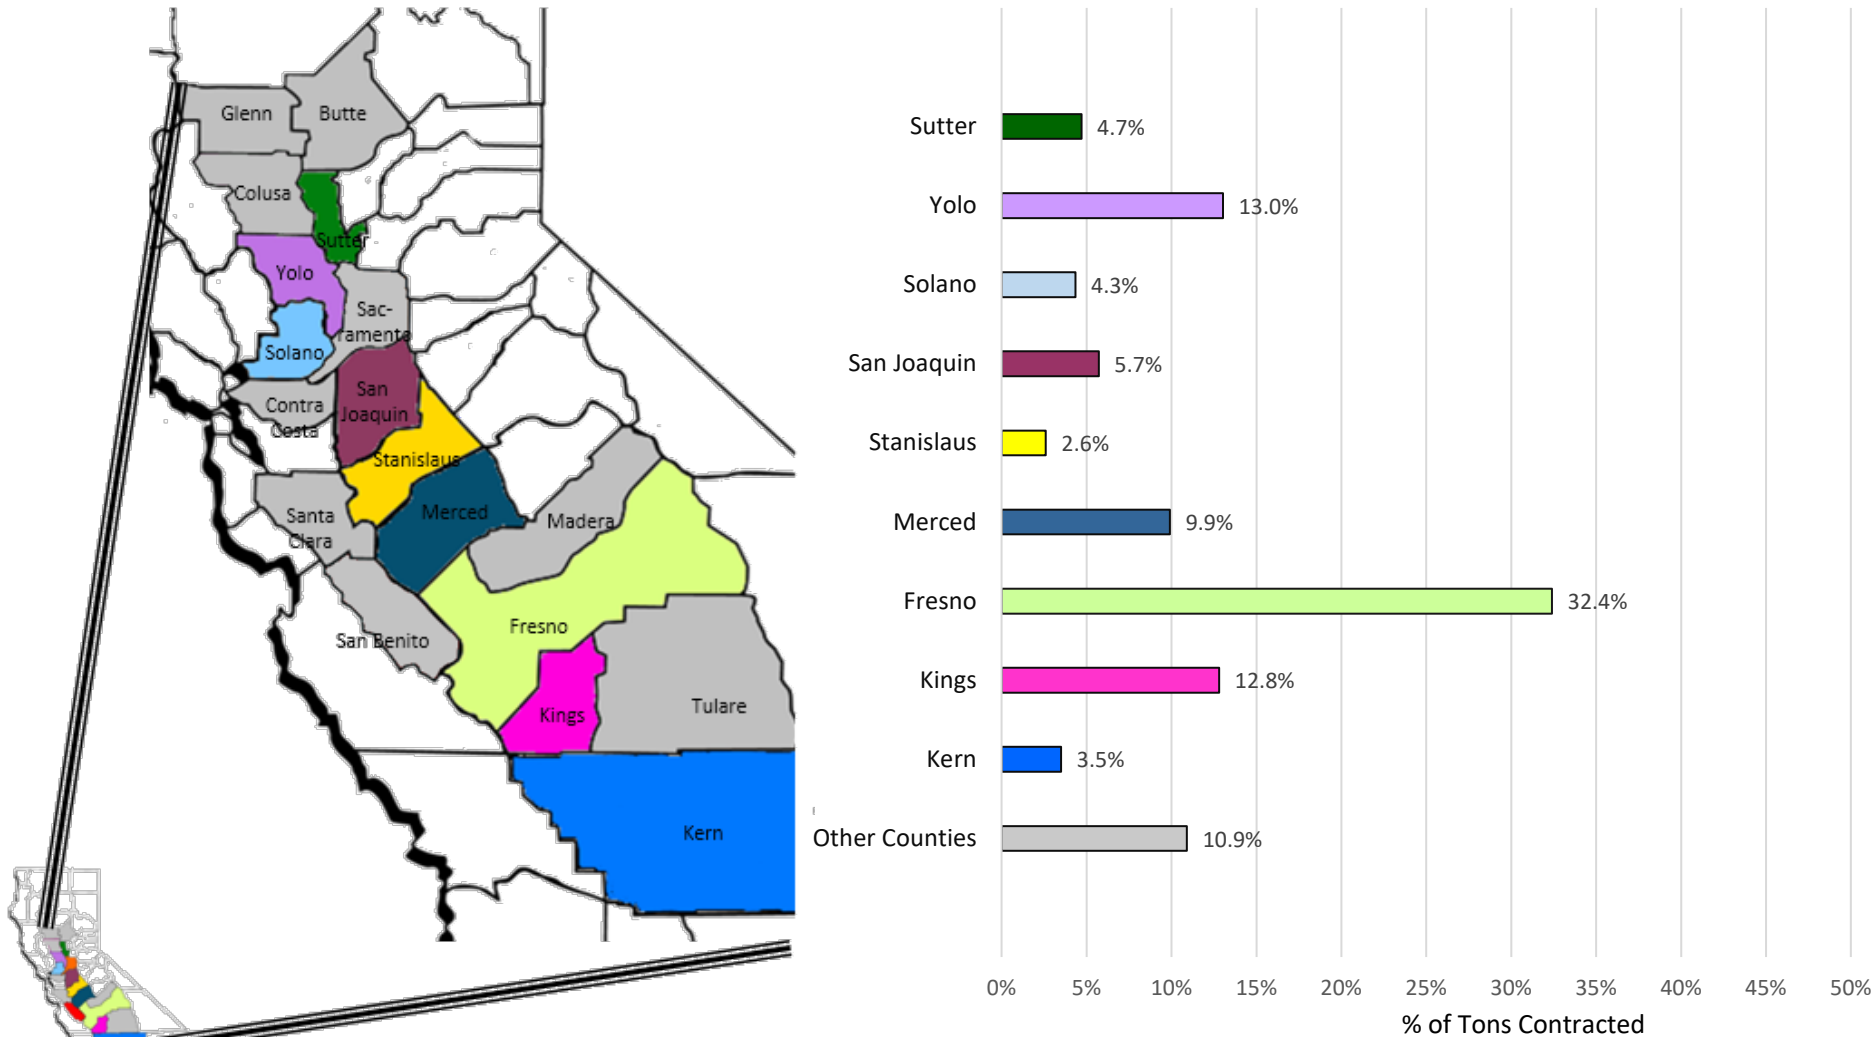 Glenn
Butte
Colusa
Sutter
Yolo
Sac-
ramento
Solano
San
Joaquin
Contra
Costa
Stanislaus
Merced
Madera
Santa
Clara
Fresno
San Benito
Kings
Tulare
Kern
Sutter 4.7%
Yolo 13.0%
Solano 4.3%
San Joaquin 5.7%
Stanislaus 2.6%
Merced 9.9%
Fresno 32.4%
Kings 12.8%
Kern 3.5%
Other Counties 10.9%
0% 5% 10% 15% 20% 25% 30% 35% 40% 45% 50%
% of Tons Contracted